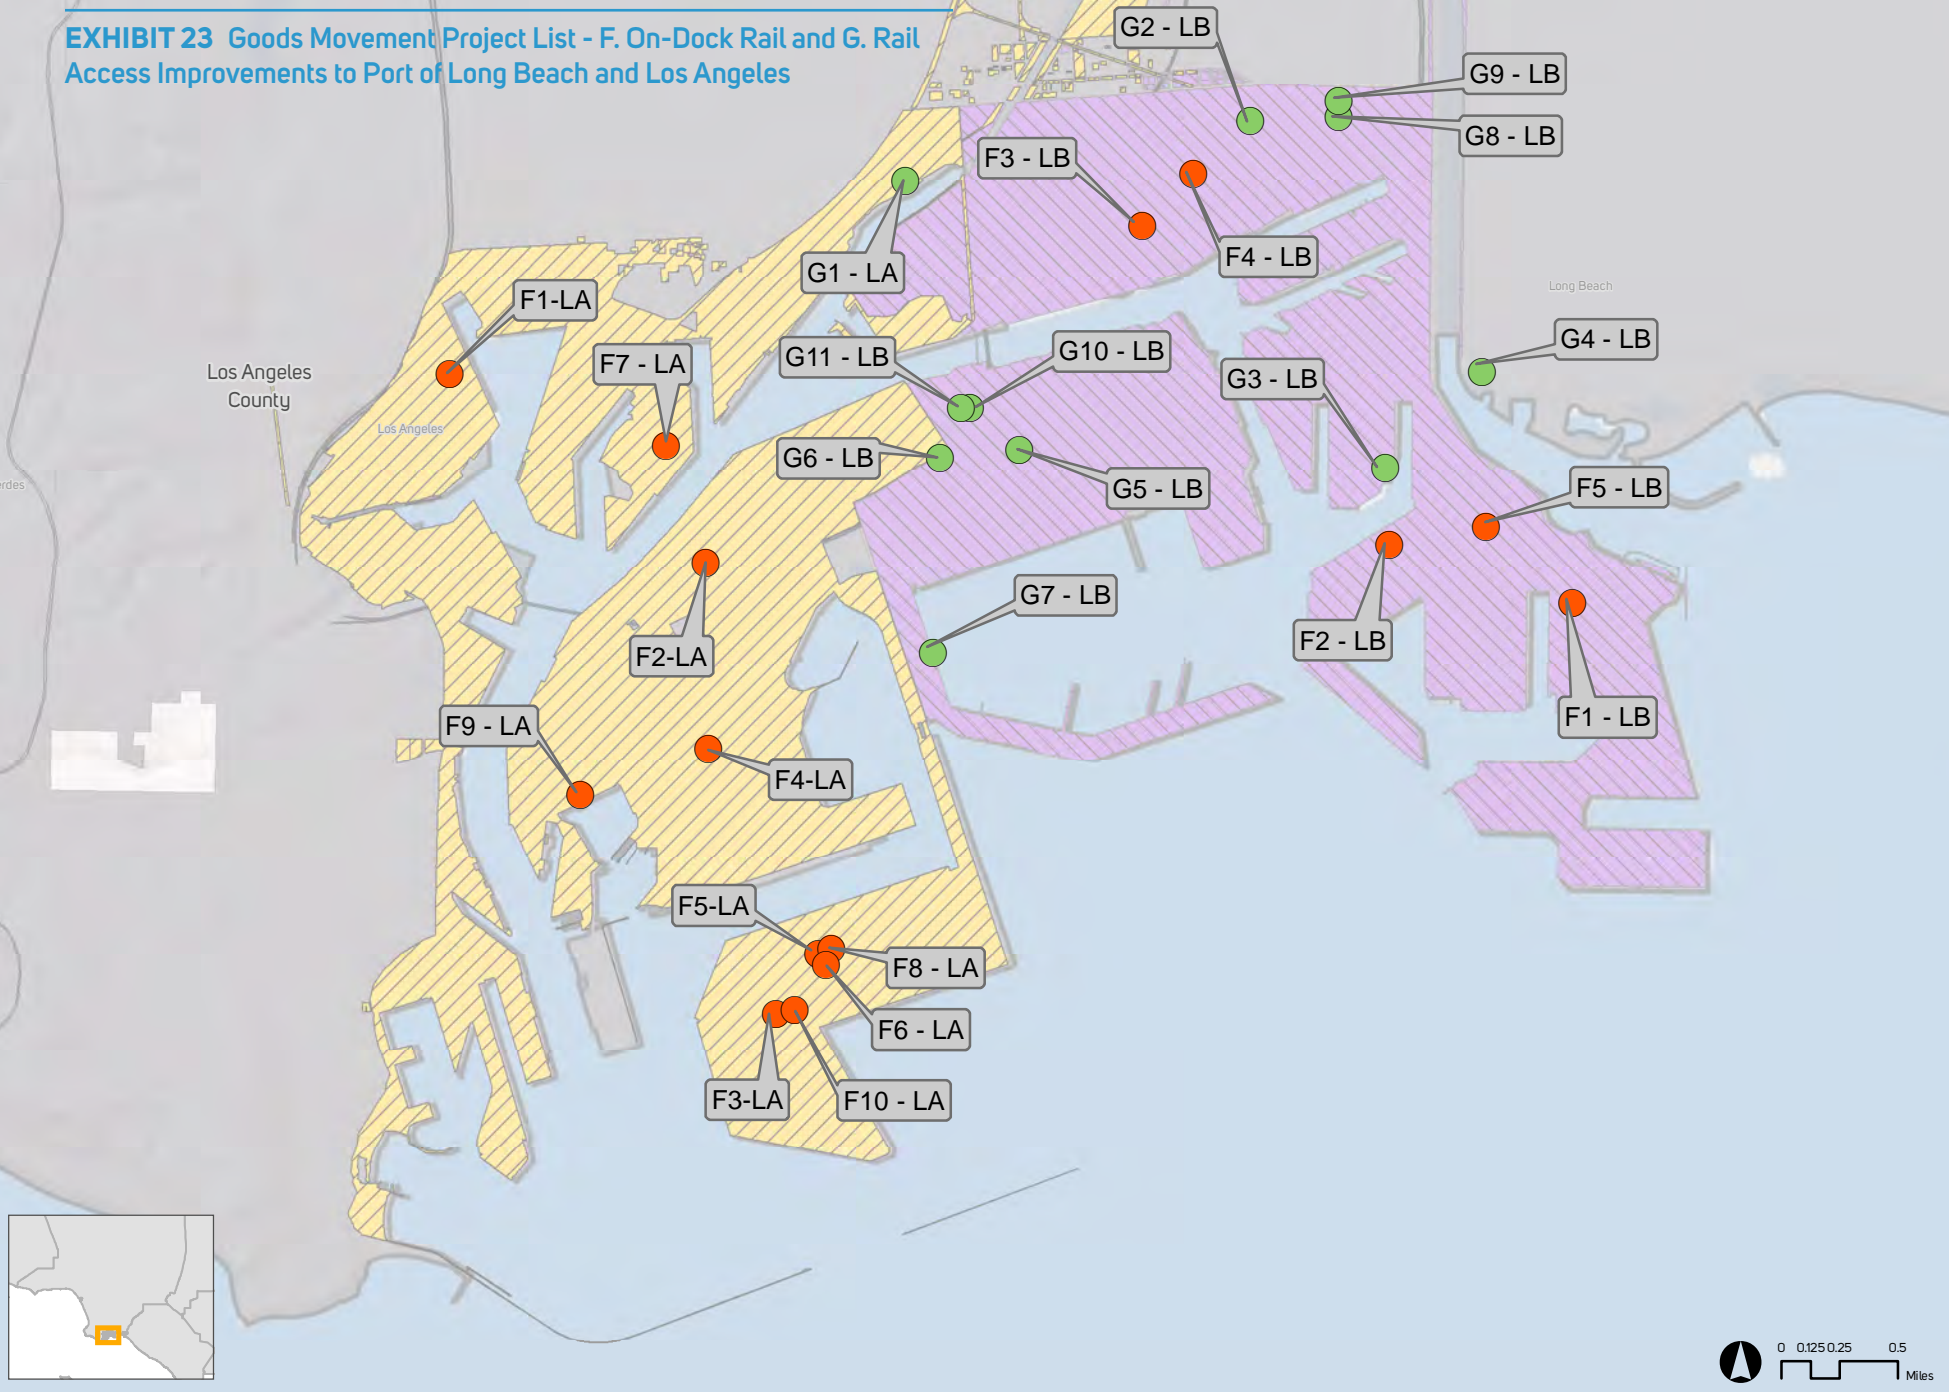 EXHIBIT 23 Goods Movement Project List - F. On-Dock Rail and G. Rail
Access Improvements to Port of Long Beach and Los Angeles
G2 - LB
G9 - LB
G8 - LB
F3 - LB
F4 - LB
G1 - LA
Long Beach
F1-LA
G4 - LB
G11 - LB
G10 - LB
F7 - LA
G3 - LB
Los Angeles
County
Los Angeles
G6 - LB
G5 - LB
F5 - LB
erdes
G7 - LB
F2-LA
F2 - LB
F1 - LB
F9 - LA
F4-LA
F5-LA
F8 - LA
F6 - LA
F3-LA
F10 - LA
0 0.125 0.25 0.5
Miles